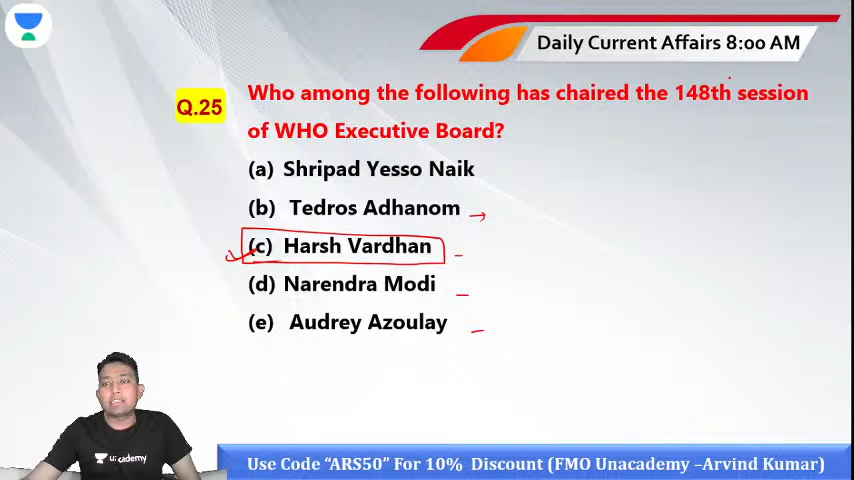 Daily Current Affairs 8:00 AM
Q.25
Who among the following has chaired the 148th session
of WHO Executive Board?
(a) Shripad Yesso Naik
(b) Tedros Adhanom
(c) Harsh Vardhan
(d) Narendra Modi
(e) Audrey Azoulay
unacademy
Use Code “ARS50” For 10% Discount (FMO Unacademy –Arvind Kumar)